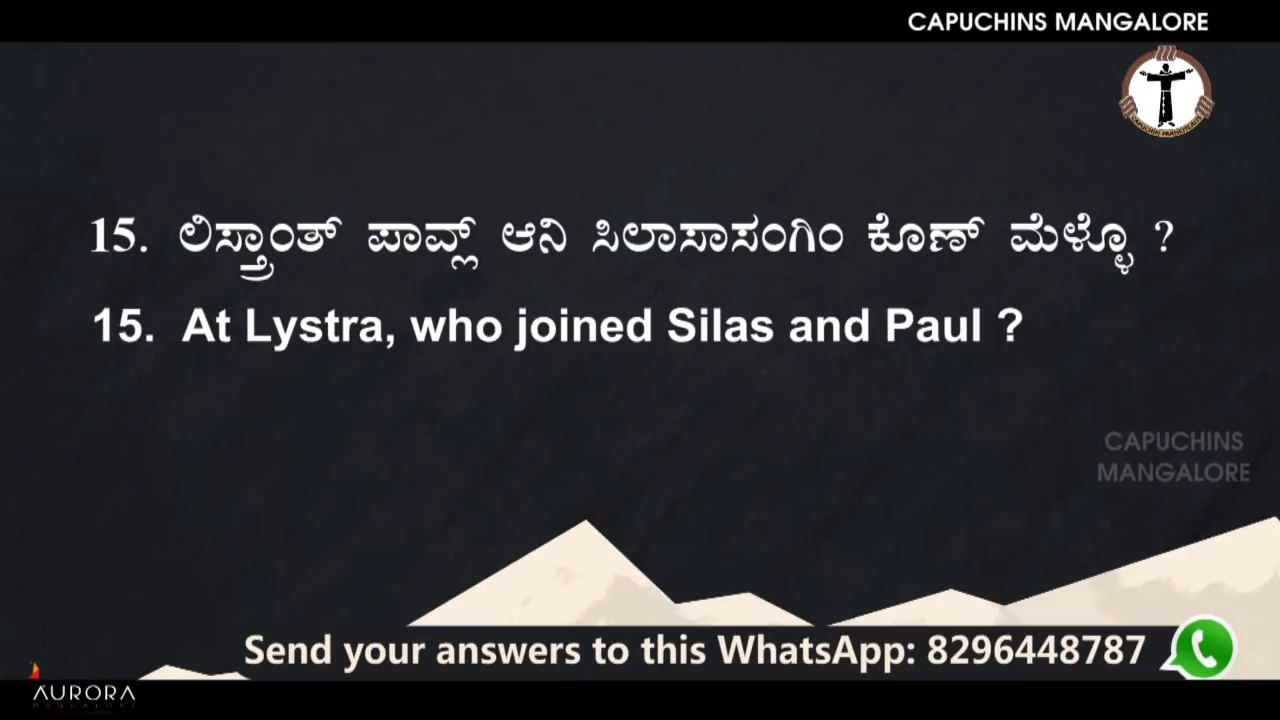 CAPUCHINS MANGALORE
15. ಲಿಸ್ತ್ರಾಂತ್ ಪಾವ್ಲ್ ಆನಿ ಸಿಲಾಸಾಸಂಗಿಂ ಕೊಣ್ ಮೆಳ್ಳೊ ?
15. At Lystra, who joined Silas and Paul ?
CAPUCHINS
MANGALORE
Send your answers to this WhatsApp: 8296448787
AURORA
MANGALORE